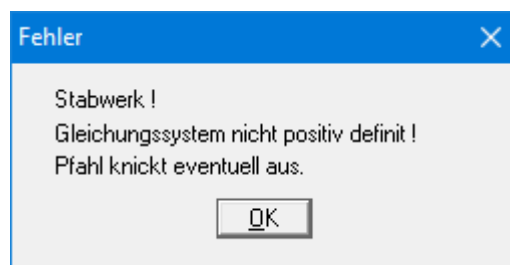 Fehler
Stabwerk !
Gleichungssystem nicht positiv definit !
Pfahl knickt eventuell aus.
OK